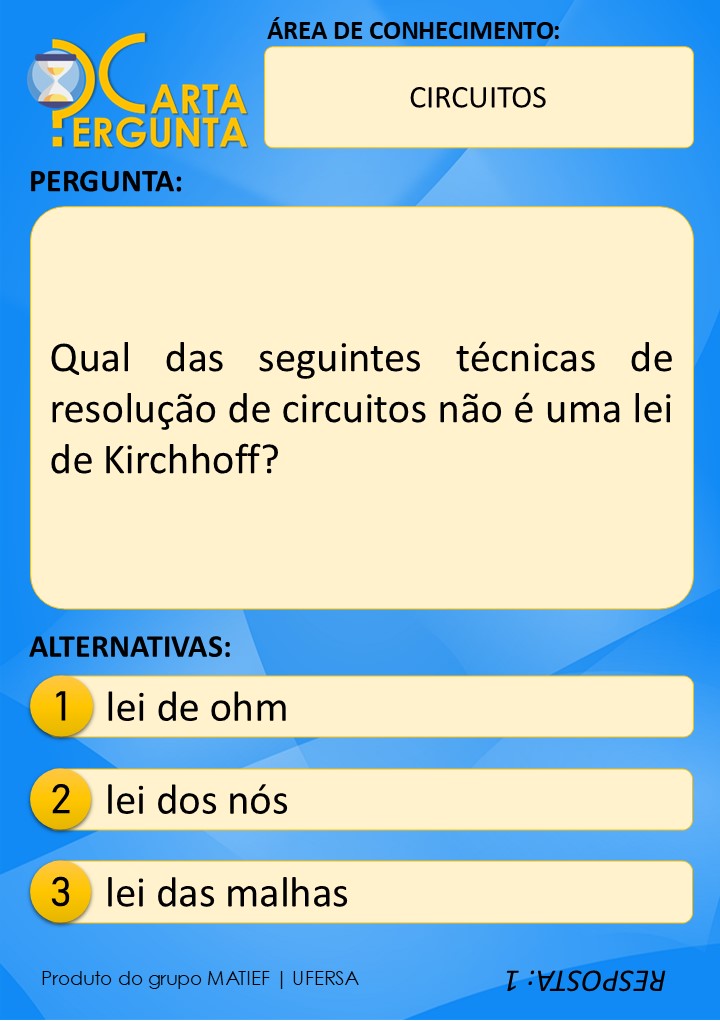 ÁREA DE CONHECIMENTO:
CARTA
PERGUNTA
CIRCUITOS
PERGUNTA:
Qual das seguintes técnicas de
resolução de circuitos não é uma lei
de Kirchhoff?
ALTERNATIVAS:
1 lei de ohm
2 lei dos nós
3 lei das malhas
Produto do grupo MATIEF | UFERSA
RESPOSTA: 1